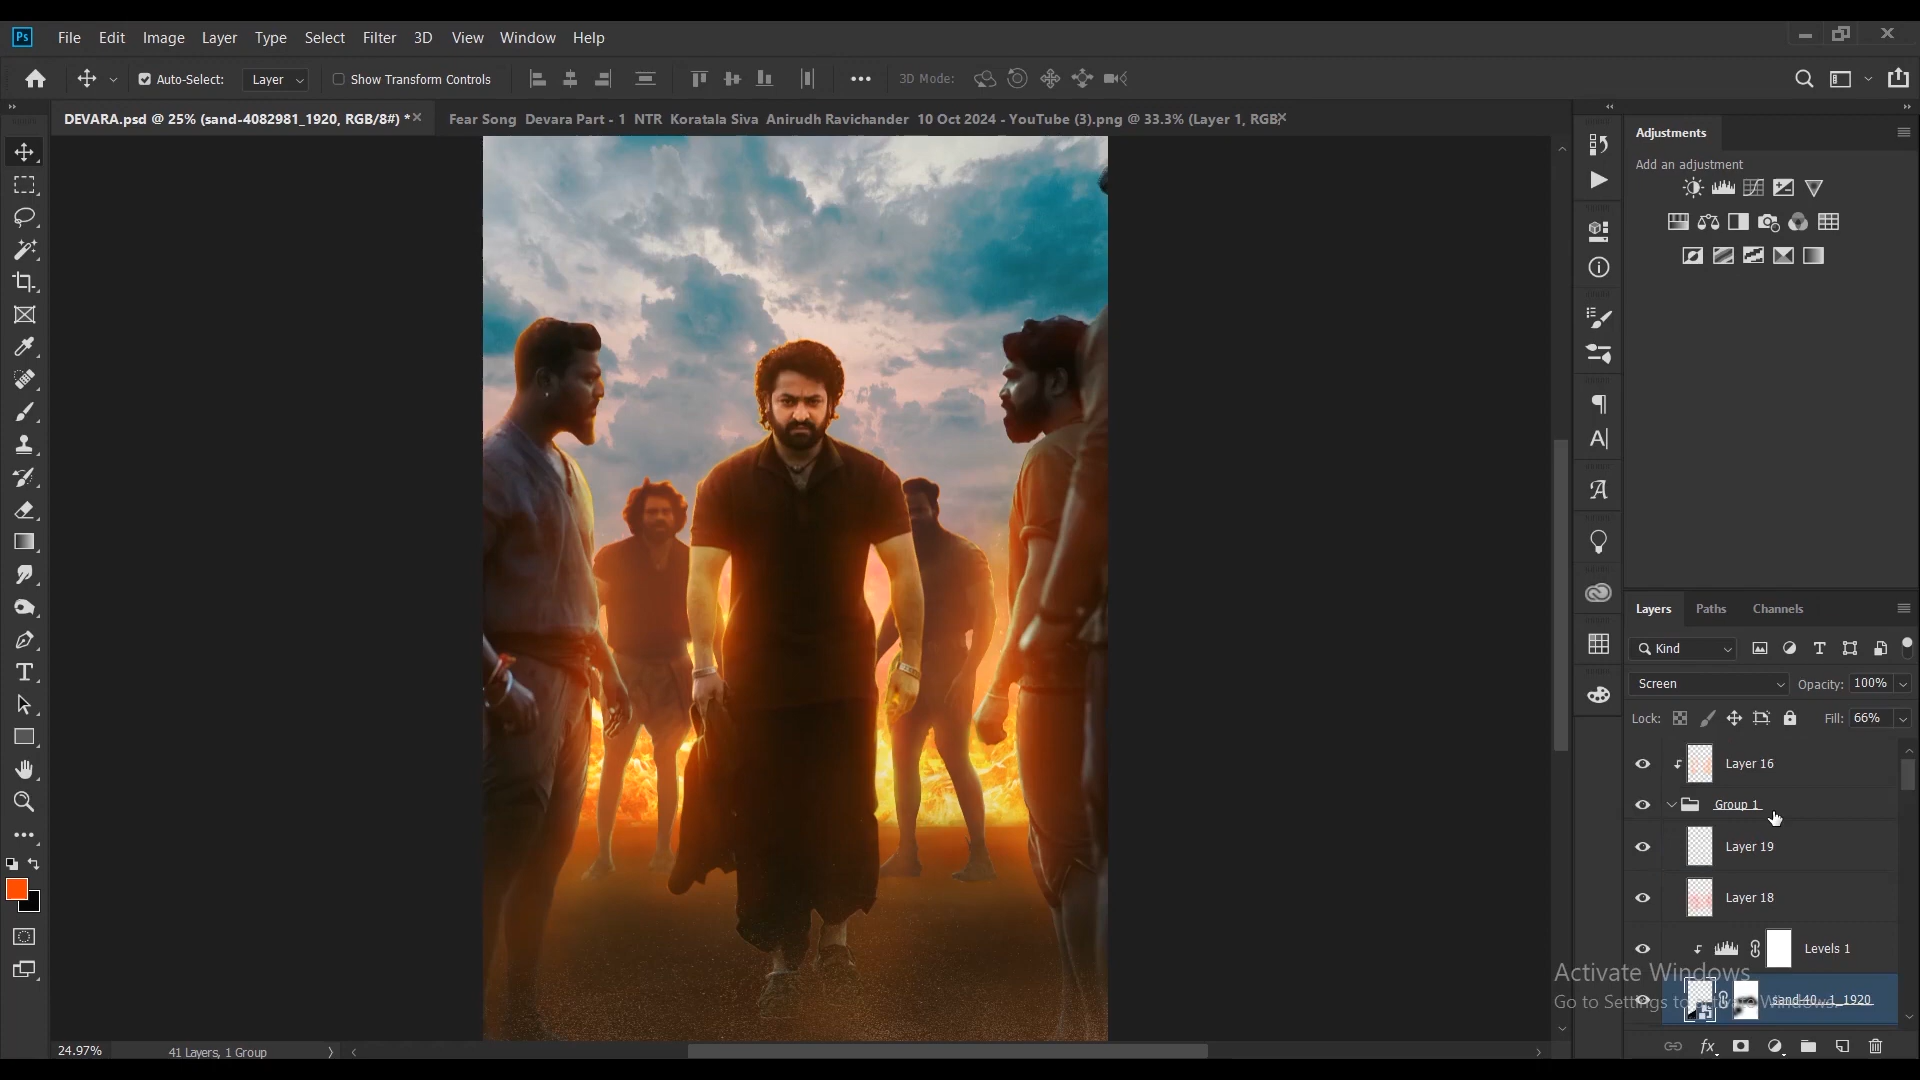 Ps File Edit Image Layer Type Select Filter 3D View Window Help
Auto-Select: Layer Show Transform Controls 3D Mode:
DEVARA.psd @ 25% (sand-4082981_1920, RGB/8#) * Fear Song Devara Part - 1 NTR Koratala Siva Anirudh Ravichander 10 Oct 2024 - YouTube (3).png @ 33.3% (Layer 1, RGB/
Adjustments
Add an adjustment
Layers Paths Channels
Kind
Screen Opacity: 100%
Lock: Fill: 66%
Layer 16
Group 1
Layer 19
Layer 18
Levels 1
Activate Windows
Go to Settings to activate Windows.
sand-40...1_1920
24.97% 41 Layers, 1 Group